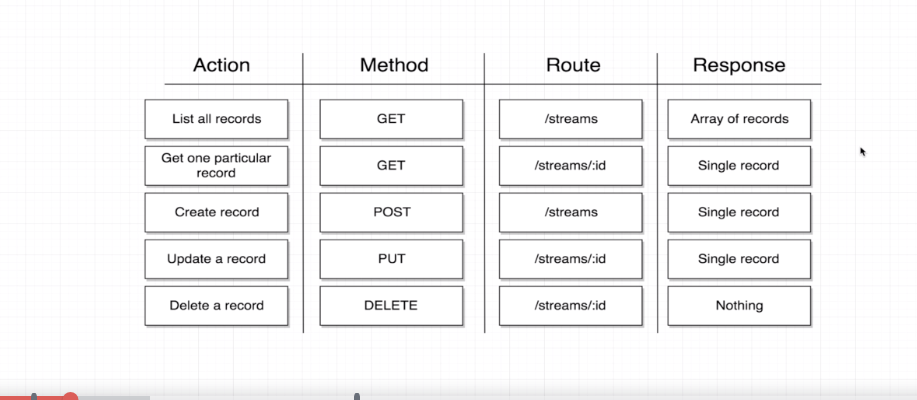 Action Method Route Response
List all records GET /streams Array of records
Get one particular
record GET /streams/:id Single record
Create record POST /streams Single record
Update a record PUT /streams/:id Single record
Delete a record DELETE /streams/:id Nothing